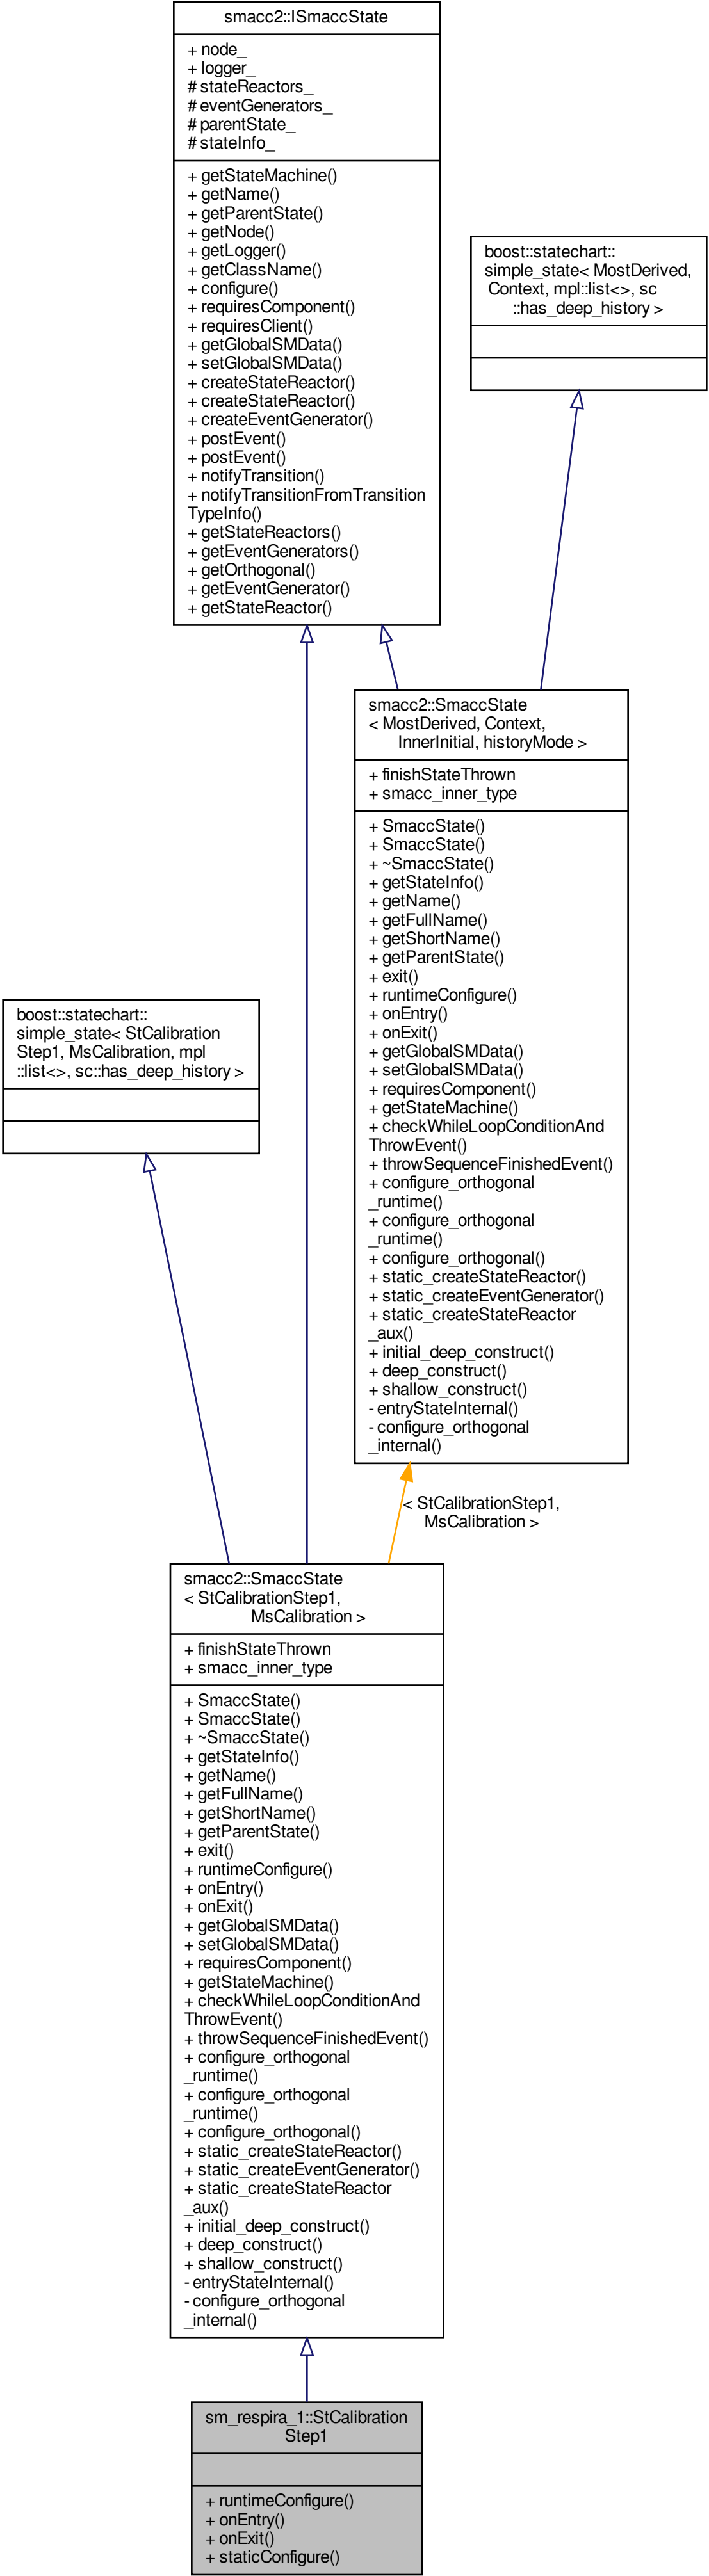 smacc2::ISmaccState
+ node_
+ logger_
# stateReactors_
# eventGenerators_
# parentState_
# stateInfo_
+ getStateMachine()
+ getName()
+ getParentState()
+ getNode()
+ getLogger()
+ getClassName()
+ configure()
+ requiresComponent()
+ requiresClient()
+ getGlobalSMData()
+ setGlobalSMData()
+ createStateReactor()
+ createStateReactor()
+ createEventGenerator()
+ postEvent()
+ postEvent()
+ notifyTransition()
+ notifyTransitionFromTransition
TypeInfo()
+ getStateReactors()
+ getEventGenerators()
+ getOrthogonal()
+ getEventGenerator()
+ getStateReactor()
boost::statechart::
simple_state< MostDerived,
Context, mpl::list<>, sc
::has_deep_history >
smacc2::SmaccState
< MostDerived, Context,
InnerInitial, historyMode >
+ finishStateThrown
+ smacc_inner_type
+ SmaccState()
+ SmaccState()
+ ~SmaccState()
+ getStateInfo()
+ getName()
+ getFullName()
+ getShortName()
+ getParentState()
+ exit()
+ runtimeConfigure()
+ onEntry()
+ onExit()
+ getGlobalSMData()
+ setGlobalSMData()
+ requiresComponent()
+ getStateMachine()
+ checkWhileLoopConditionAnd
ThrowEvent()
+ throwSequenceFinishedEvent()
+ configure_orthogonal
_runtime()
+ configure_orthogonal
_runtime()
+ configure_orthogonal()
+ static_createStateReactor()
+ static_createEventGenerator()
+ static_createStateReactor
_aux()
+ initial_deep_construct()
+ deep_construct()
+ shallow_construct()
- entryStateInternal()
- configure_orthogonal
_internal()
boost::statechart::
simple_state< StCalibration
Step1, MsCalibration, mpl
::list<>, sc::has_deep_history >
< StCalibrationStep1,
MsCalibration >
smacc2::SmaccState
< StCalibrationStep1,
MsCalibration >
+ finishStateThrown
+ smacc_inner_type
+ SmaccState()
+ SmaccState()
+ ~SmaccState()
+ getStateInfo()
+ getName()
+ getFullName()
+ getShortName()
+ getParentState()
+ exit()
+ runtimeConfigure()
+ onEntry()
+ onExit()
+ getGlobalSMData()
+ setGlobalSMData()
+ requiresComponent()
+ getStateMachine()
+ checkWhileLoopConditionAnd
ThrowEvent()
+ throwSequenceFinishedEvent()
+ configure_orthogonal
_runtime()
+ configure_orthogonal
_runtime()
+ configure_orthogonal()
+ static_createStateReactor()
+ static_createEventGenerator()
+ static_createStateReactor
_aux()
+ initial_deep_construct()
+ deep_construct()
+ shallow_construct()
- entryStateInternal()
- configure_orthogonal
_internal()
sm_respira_1::StCalibration
Step1
+ runtimeConfigure()
+ onEntry()
+ onExit()
+ staticConfigure()